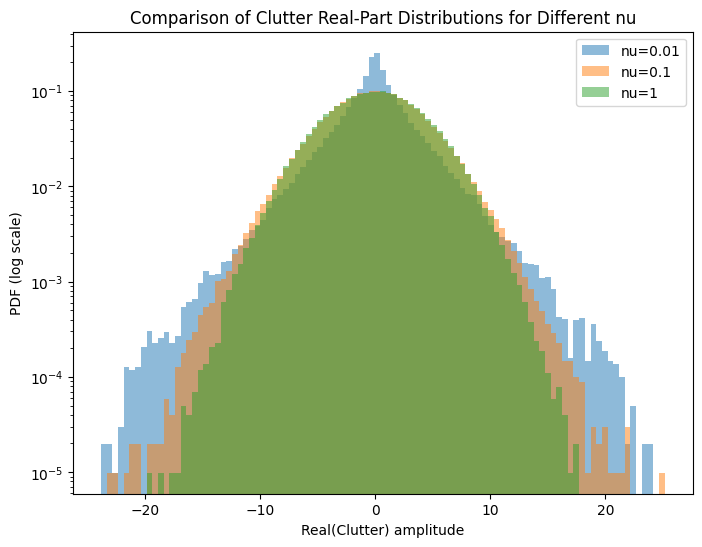 Comparison of Clutter Real-Part Distributions for Different nu
nu=0.01
nu=0.1
nu=1
PDF (log scale)
10⁻¹
10⁻²
10⁻³
10⁻⁴
10⁻⁵
−20 −10 0 10 20
Real(Clutter) amplitude